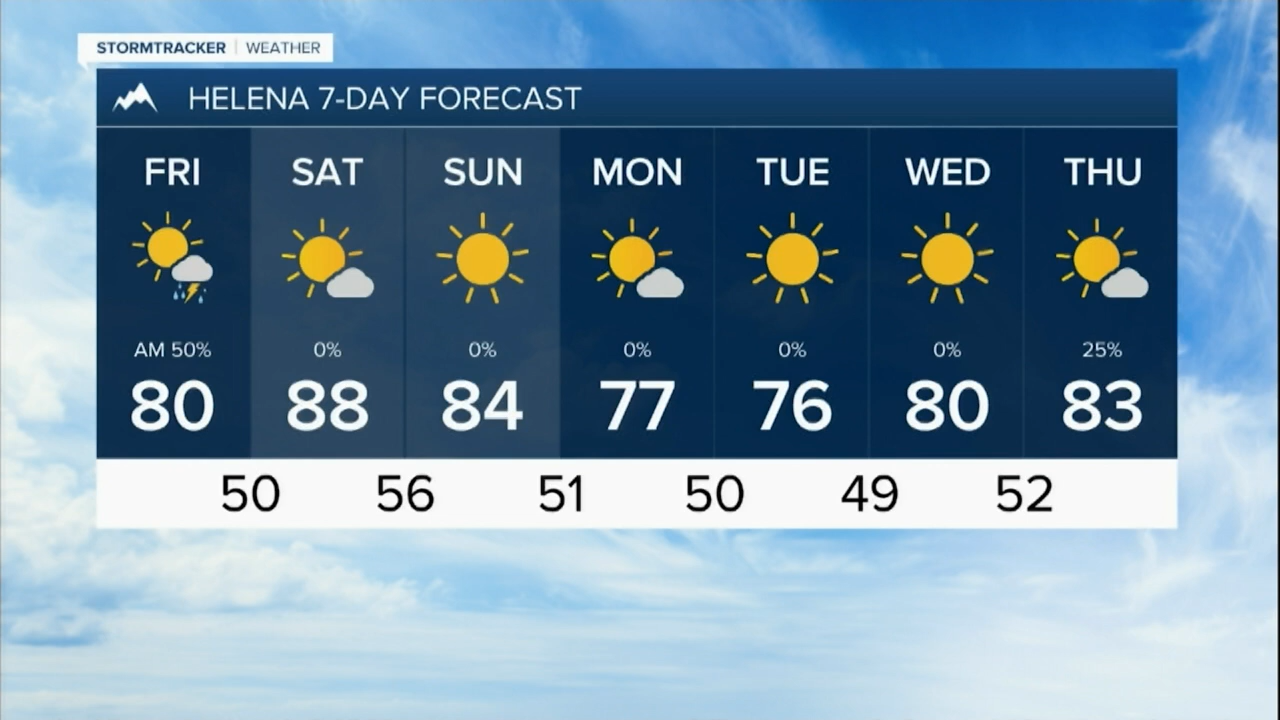 STORMTRACKER | WEATHER
HELENA 7-DAY FORECAST
FRI SAT SUN MON TUE WED THU
AM 50% 0% 0% 0% 0% 0% 25%
80 88 84 77 76 80 83
50 56 51 50 49 52